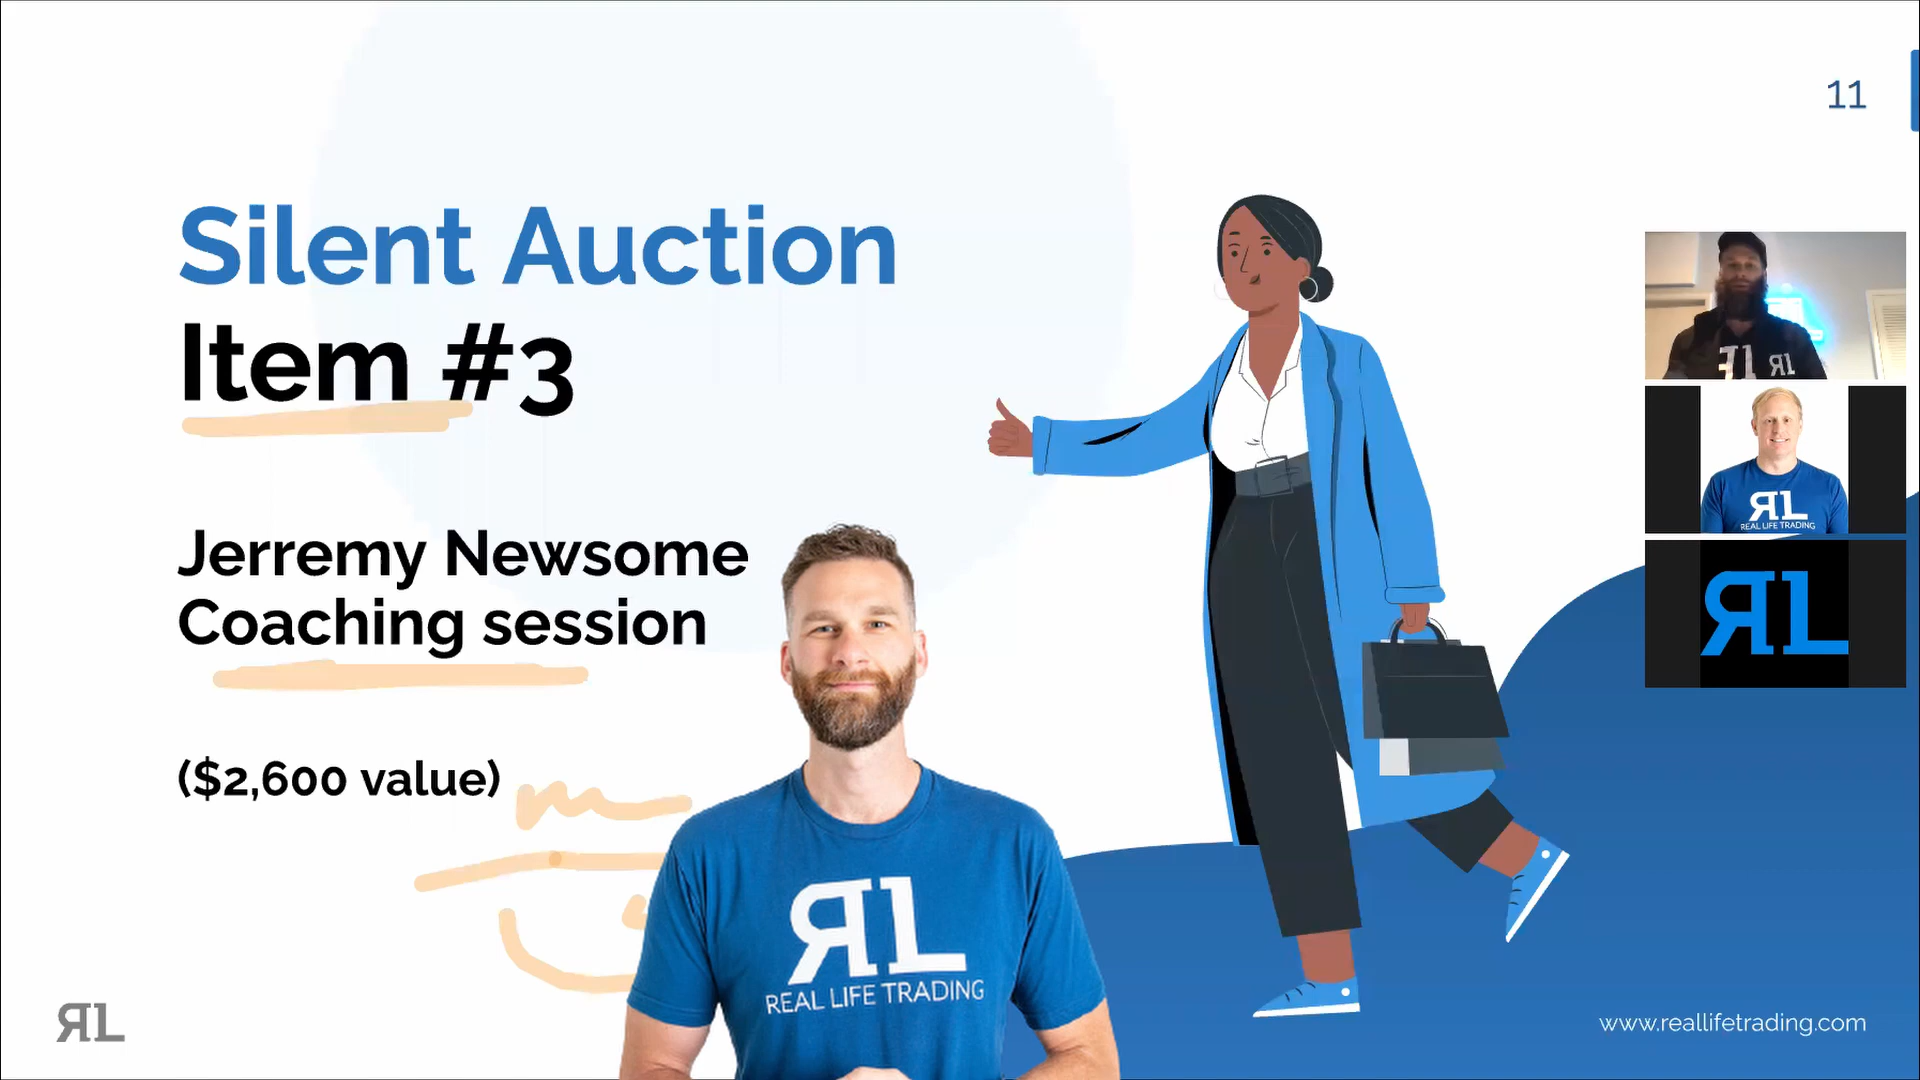 11
Silent Auction
Item #3
Jerremy Newsome
Coaching session
($2,600 value)
RL
REAL LIFE TRADING
RL
RL
REAL LIFE TRADING
RL
RL
www.reallifetrading.com